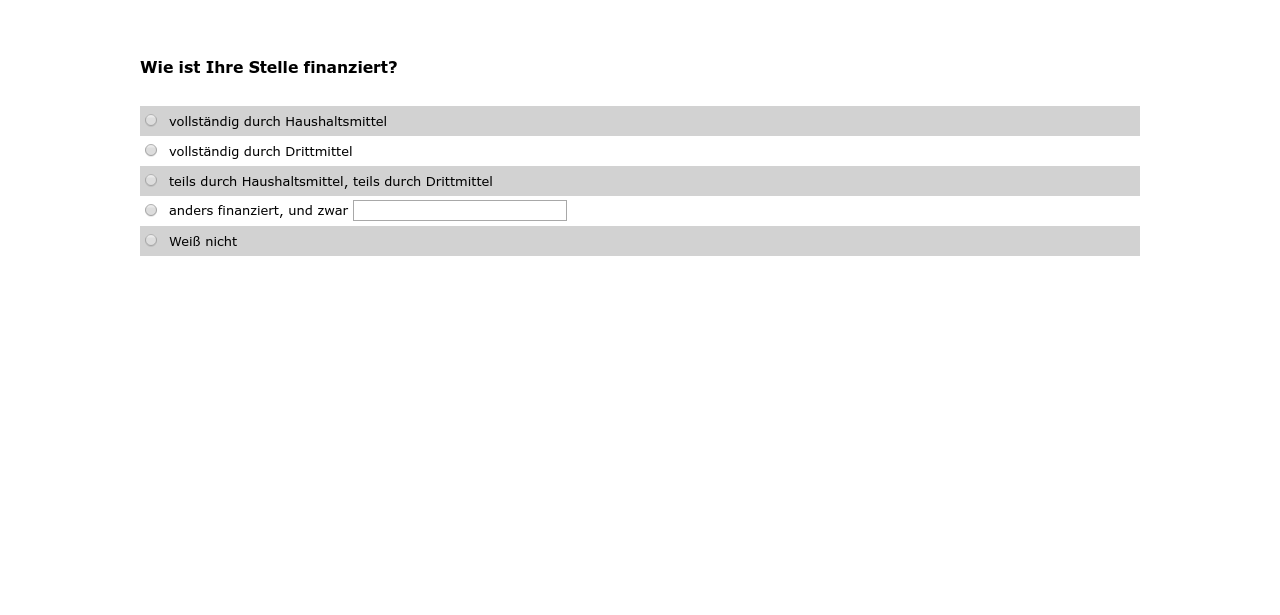 Wie ist Ihre Stelle finanziert?
vollständig durch Haushaltsmittel
vollständig durch Drittmittel
teils durch Haushaltsmittel, teils durch Drittmittel
anders finanziert, und zwar
Weiß nicht